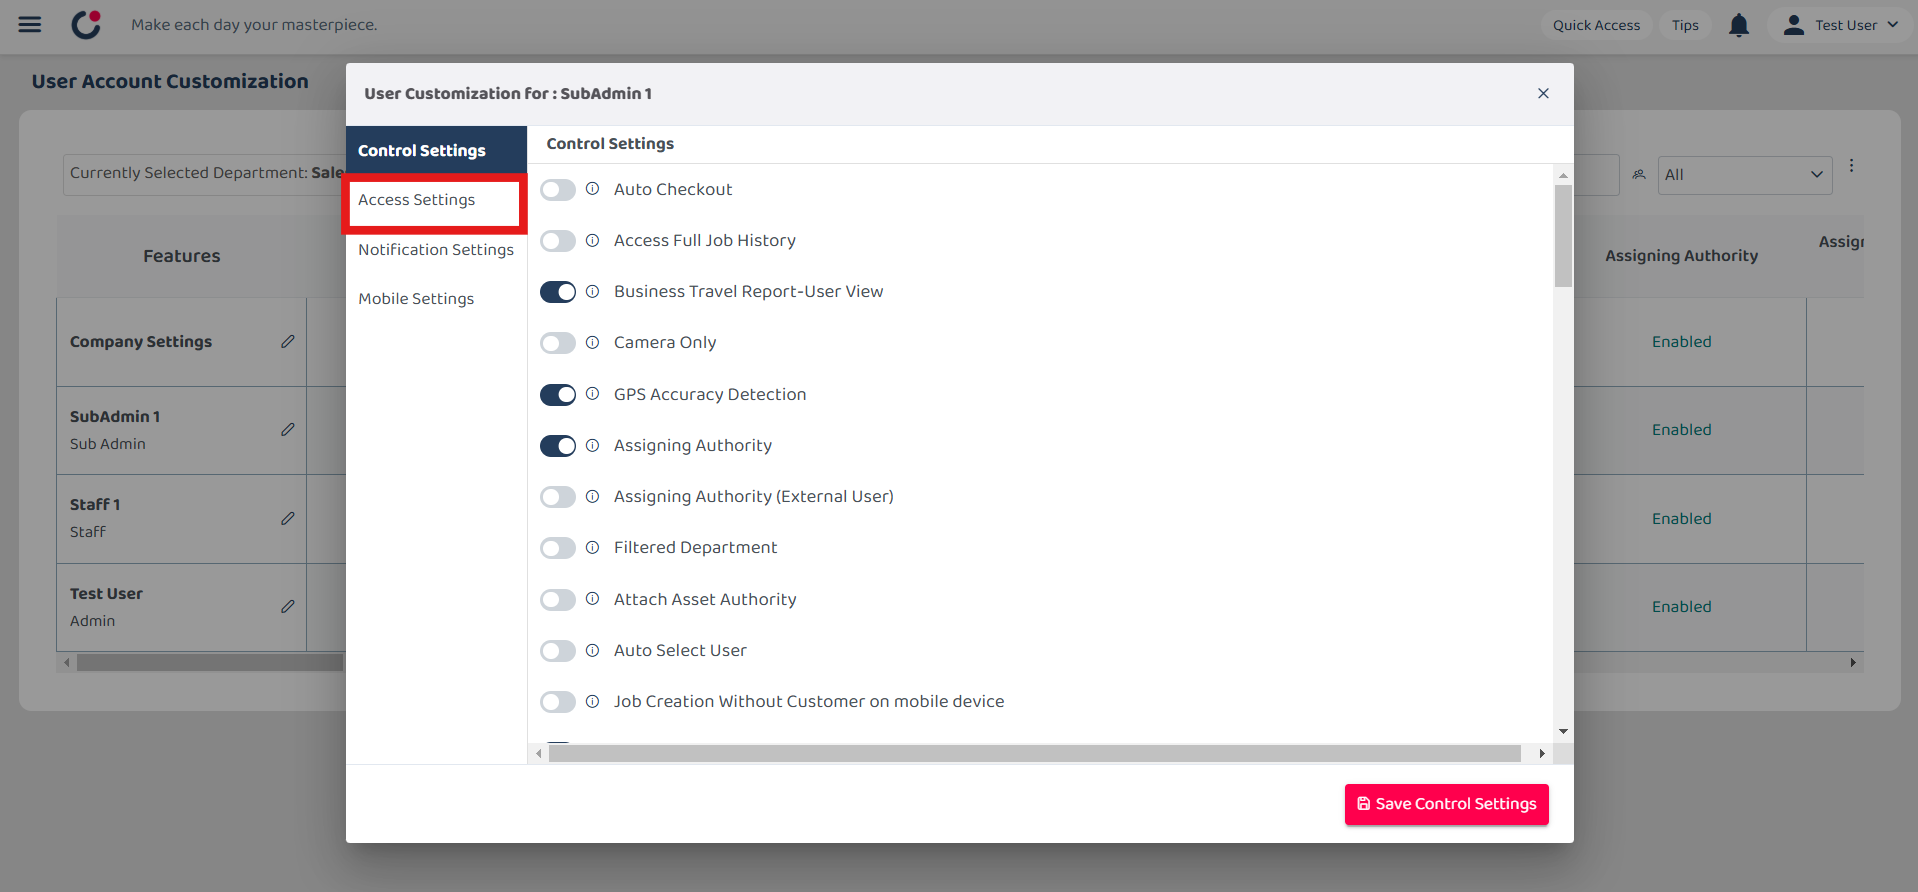 Make each day your masterpiece.
Quick Access
Tips
Test User
User Account Customization
User Customization for : SubAdmin 1
Control Settings
Access Settings
Notification Settings
Mobile Settings
Control Settings
Auto Checkout
Access Full Job History
Business Travel Report-User View
Camera Only
GPS Accuracy Detection
Assigning Authority
Assigning Authority (External User)
Filtered Department
Attach Asset Authority
Auto Select User
Job Creation Without Customer on mobile device
Save Control Settings
Currently Selected Department: Sale
All
Features
Assigning Authority
Assigr
Company Settings
Enabled
SubAdmin 1
Sub Admin
Enabled
Staff 1
Staff
Enabled
Test User
Admin
Enabled